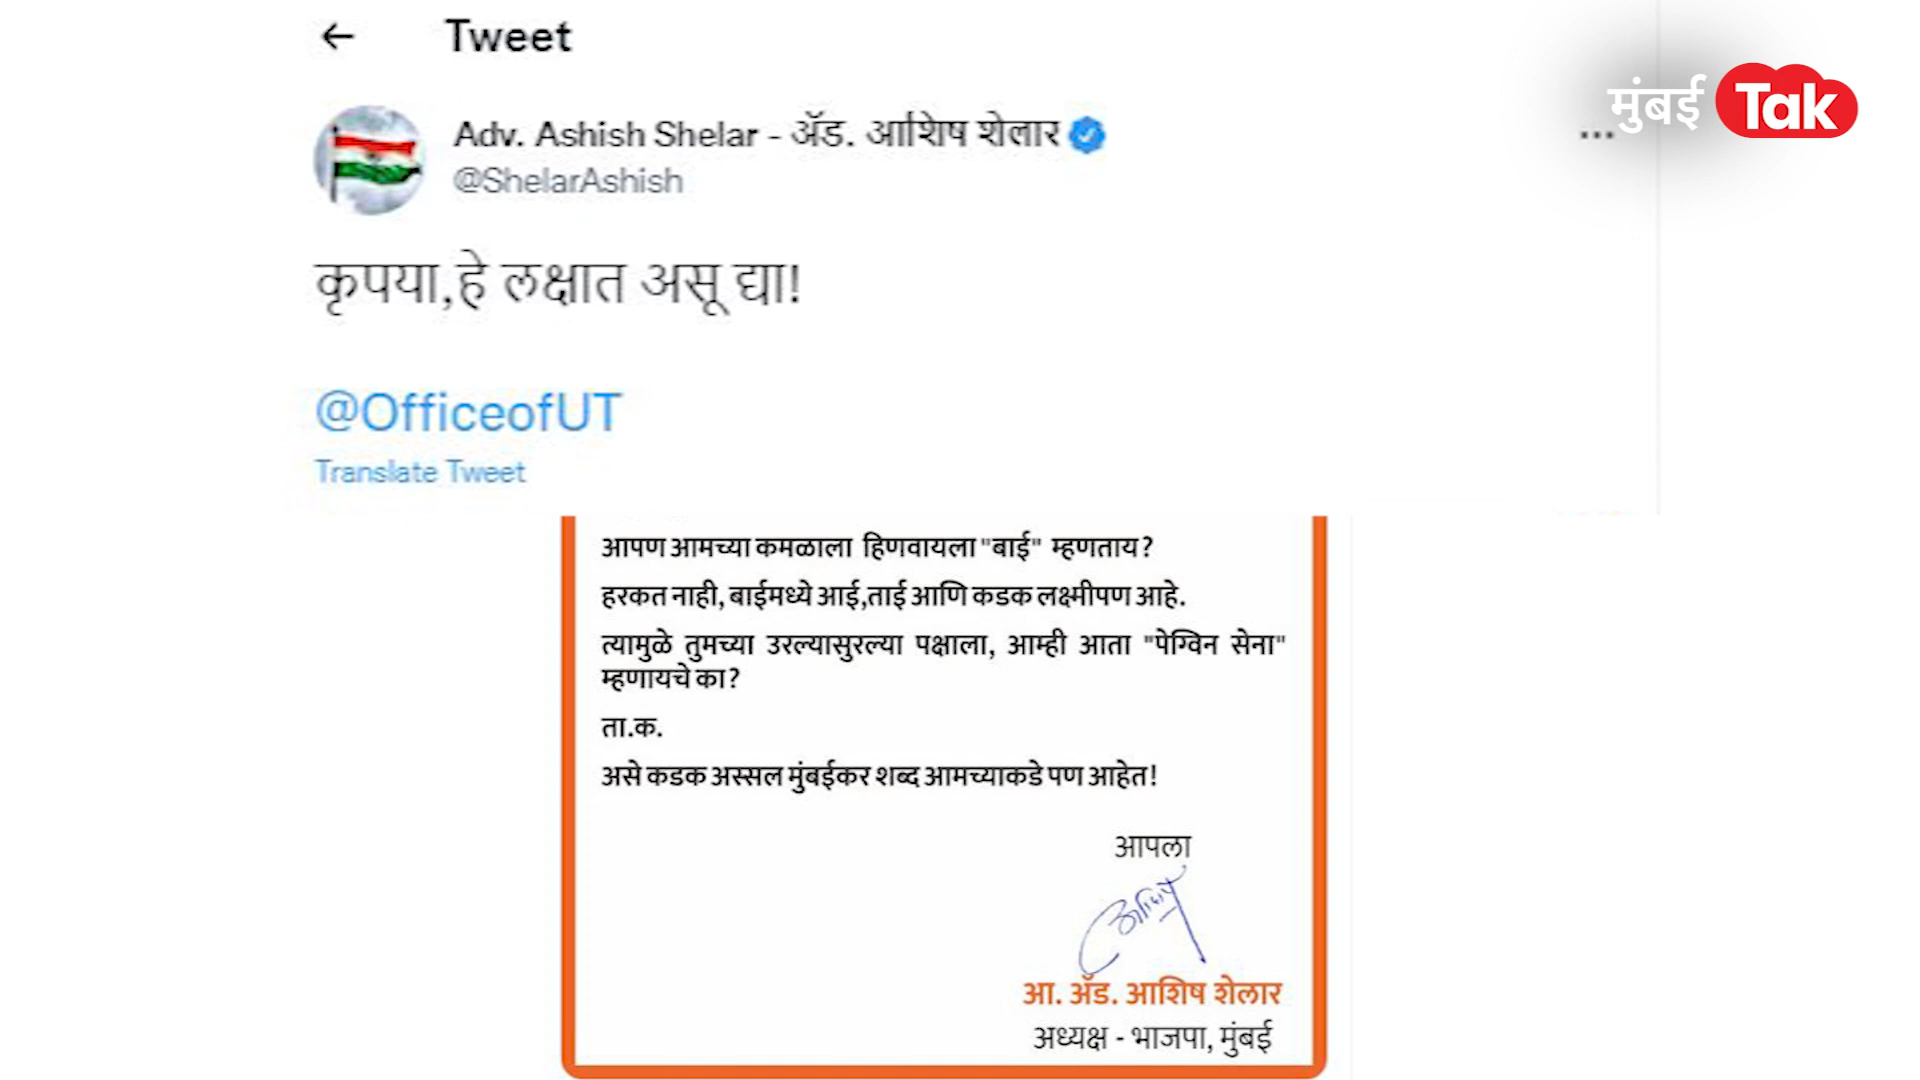 Tweet
मुंबई Tak
Adv. Ashish Shelar - ॲड. आशिष शेलार
@ShelarAshish
कृपया,हे लक्षात असू द्या!
@OfficeofUT
Translate Tweet
आपण आमच्या कमळाला हिणवायला "बाई" म्हणताय?
हरकत नाही, बाईमध्ये आई,ताई आणि कडक लक्ष्मीपण आहे.
त्यामुळे तुमच्या उरल्यासुरल्या पक्षाला, आम्ही आता "पेग्विन सेना"
म्हणायचे का?
ता.क.
असे कडक अस्सल मुंबईकर शब्द आमच्याकडे पण आहेत!
आपला
आ. ॲड. आशिष शेलार
अध्यक्ष - भाजपा, मुंबई